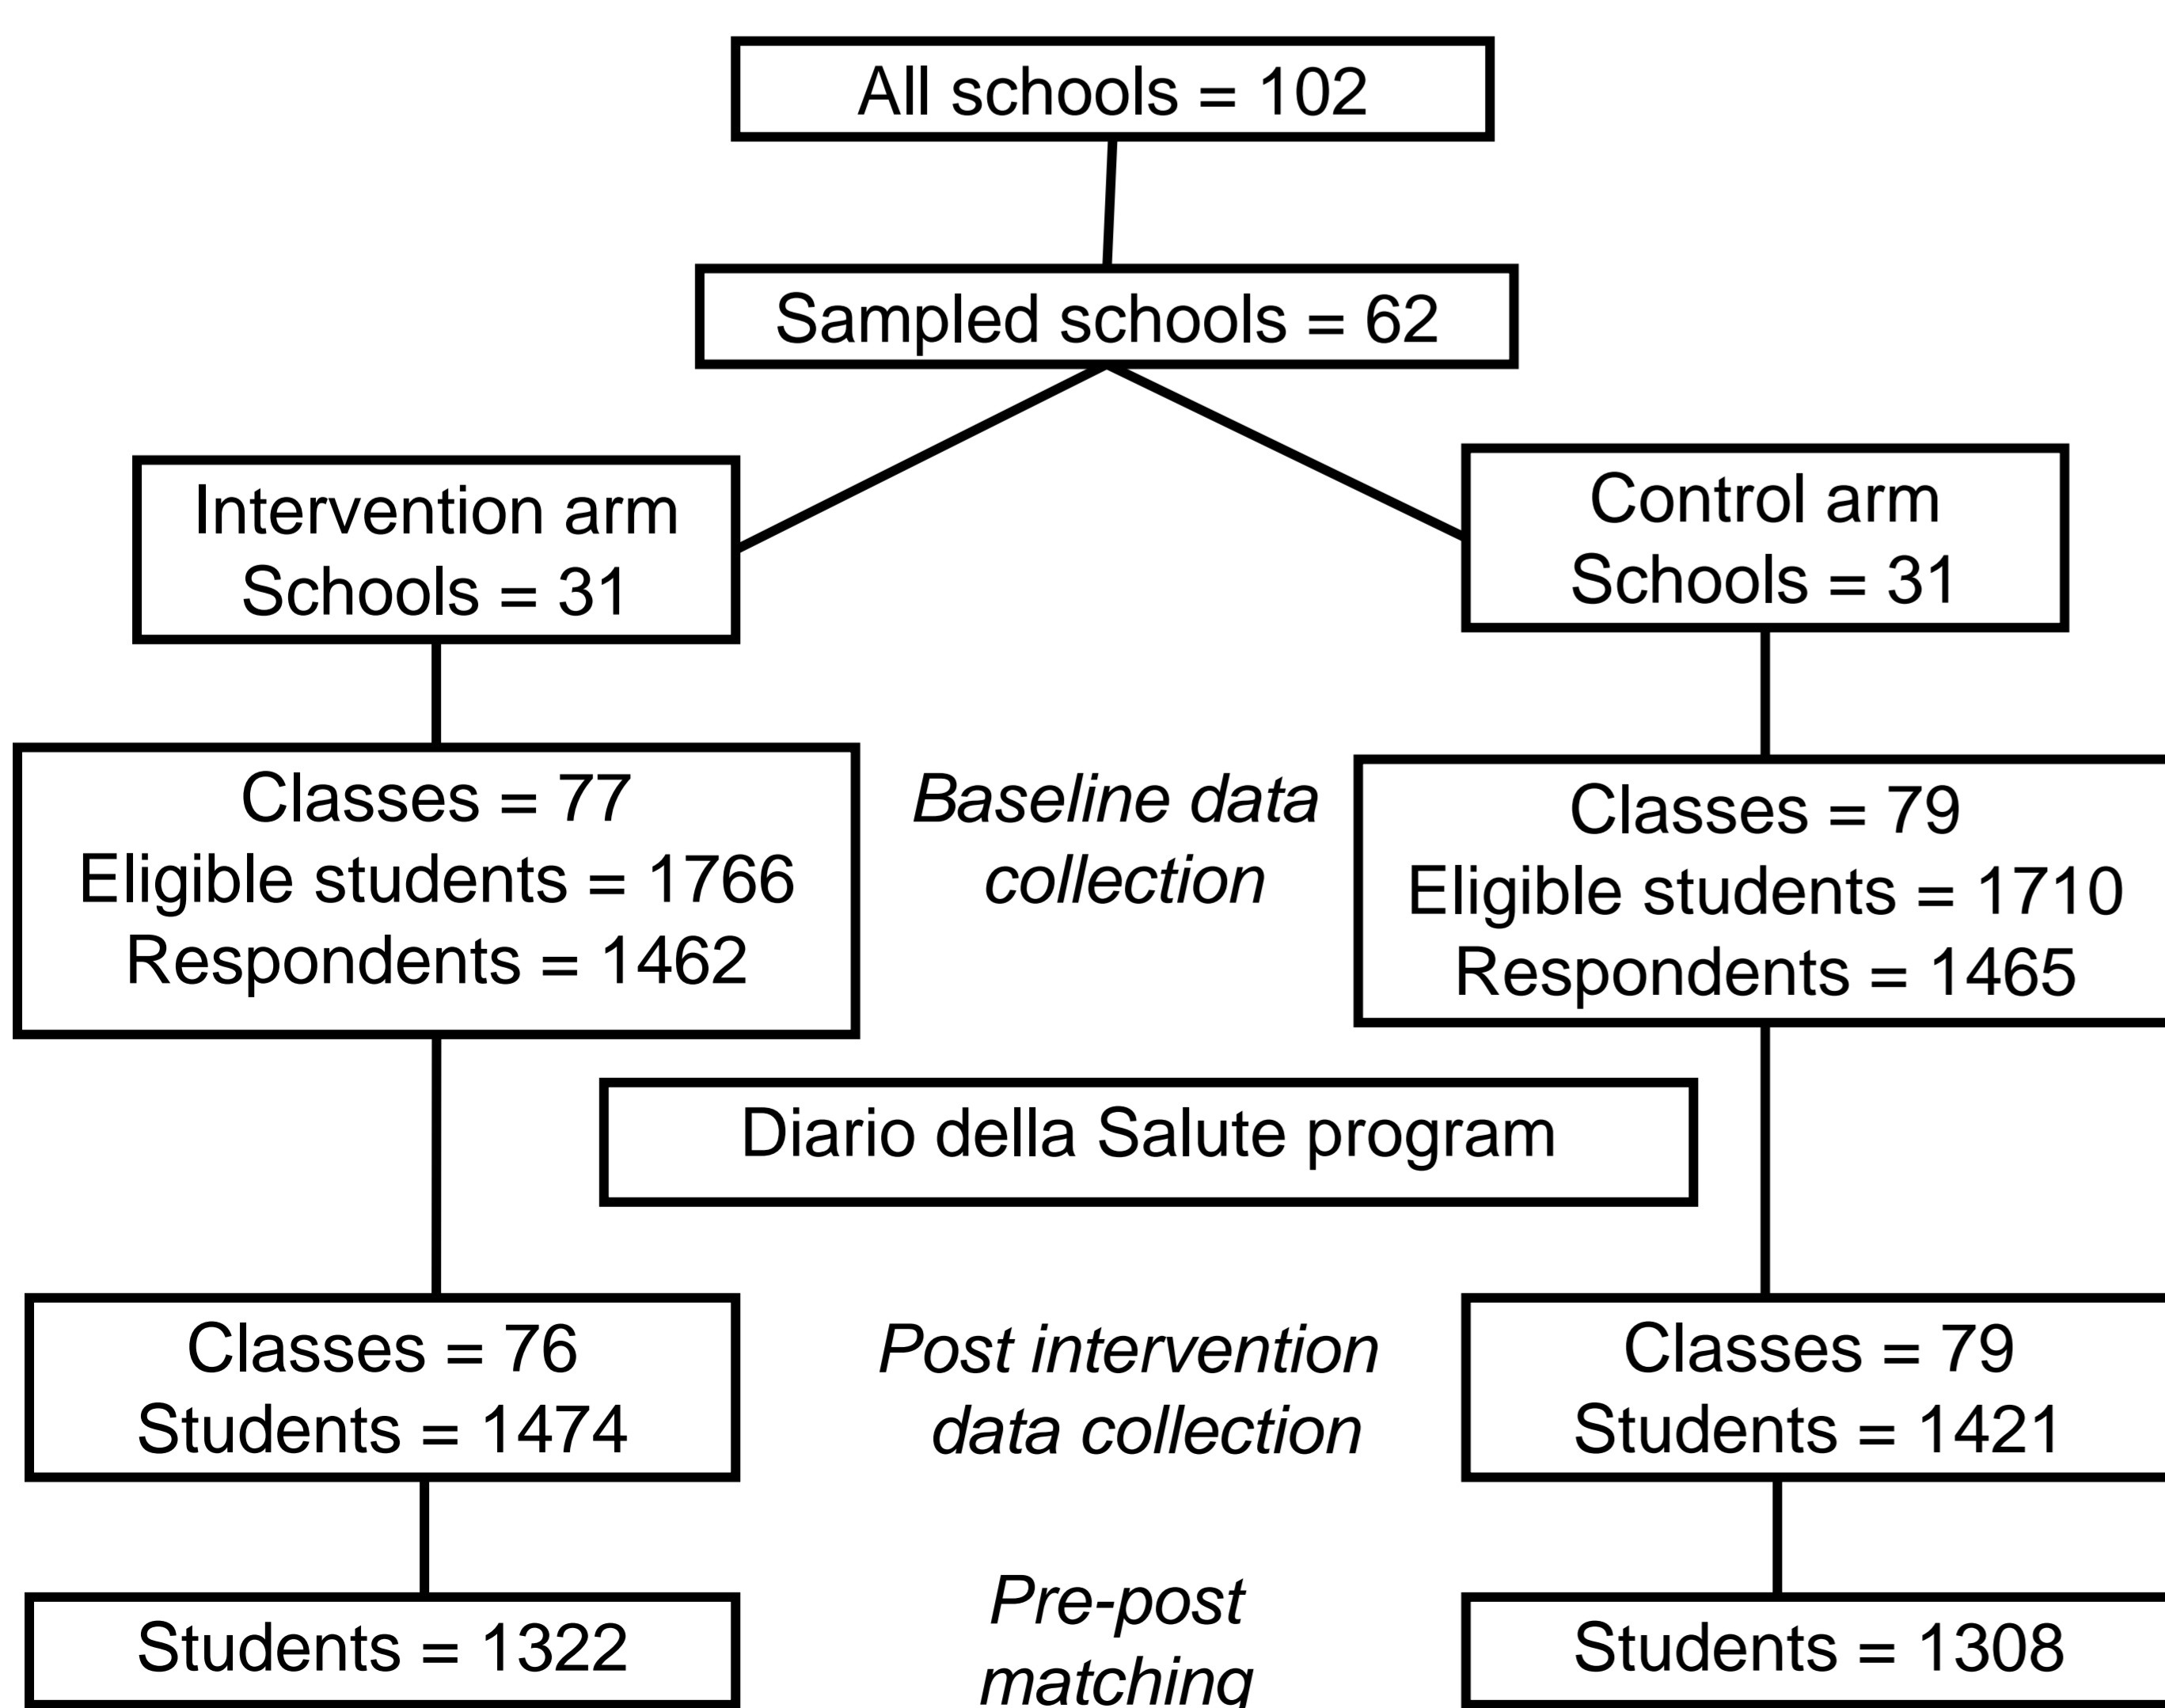 All schools = 102
Sampled schools = 62
Intervention arm
Schools = 31
Control arm
Schools = 31
Classes = 77
Eligible students = 1766
Respondents = 1462
Baseline data
collection
Classes = 79
Eligible students = 1710
Respondents = 1465
Diario della Salute program
Classes = 76
Students = 1474
Post intervention
data collection
Classes = 79
Students = 1421
Students = 1322
Pre-post
matching
Students = 1308